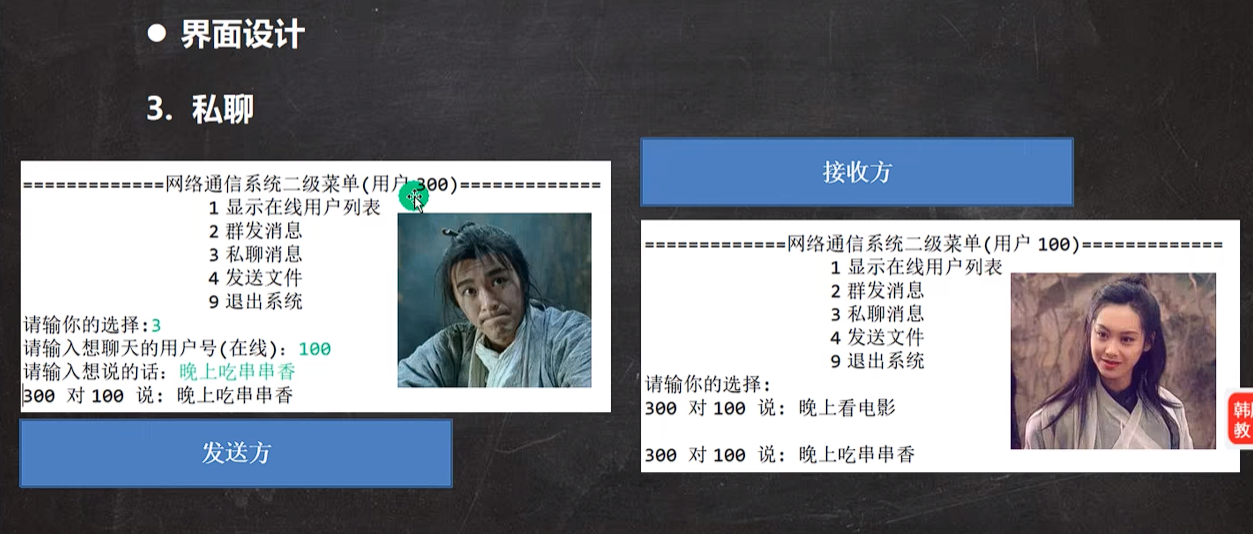 ● 界面设计
3. 私聊
=============网络通信系统二级菜单(用户 300)=============
1 显示在线用户列表
2 群发消息
3 私聊消息
4 发送文件
9 退出系统
请输你的选择:3
请输入想聊天的用户号(在线): 100
请输入想说的话: 晚上吃串串香
300 对 100 说: 晚上吃串串香
发送方
接收方
=============网络通信系统二级菜单(用户 100)=============
1 显示在线用户列表
2 群发消息
3 私聊消息
4 发送文件
9 退出系统
请输你的选择:
300 对 100 说: 晚上看电影
300 对 100 说: 晚上吃串串香
教